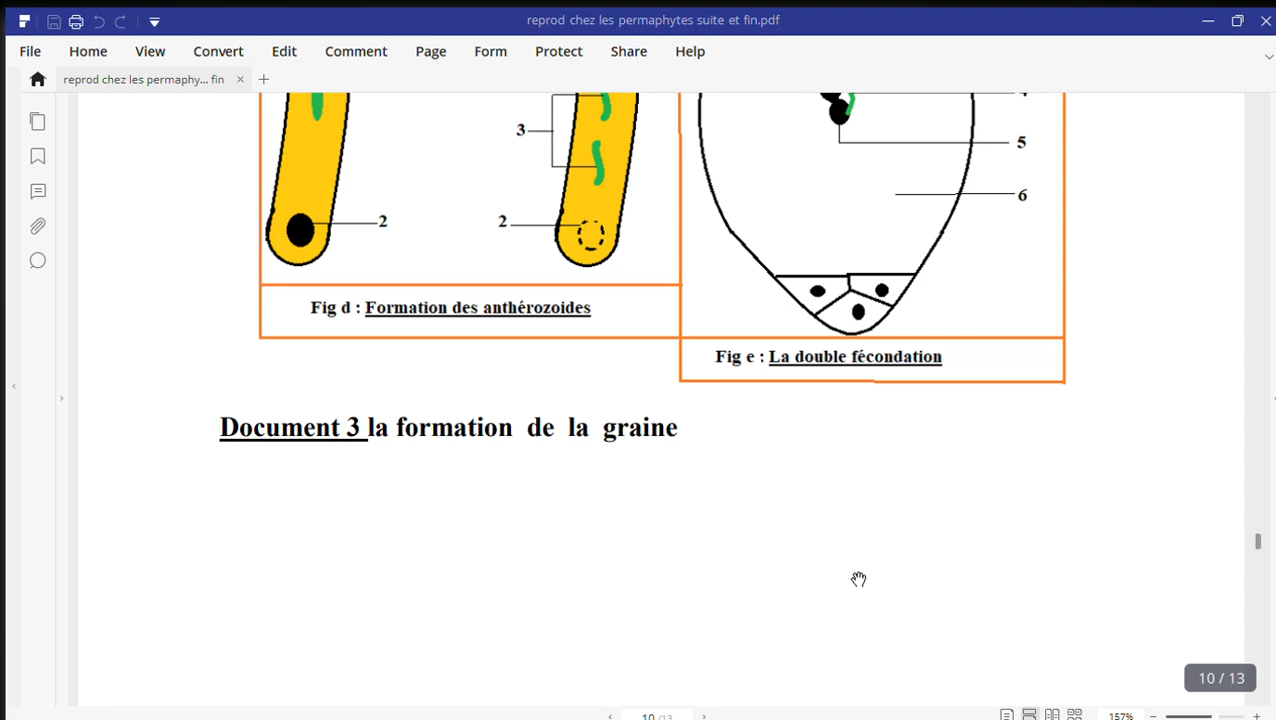 reprod chez les permaphytes suite et fin.pdf
File Home View Convert Edit Comment Page Form Protect Share Help
reprod chez les permaphy... fin
3
5
6
2
2
Fig d : Formation des anthérozoides
Fig e : La double fécondation
Document 3 la formation de la graine
10 / 13
10 /13
157%